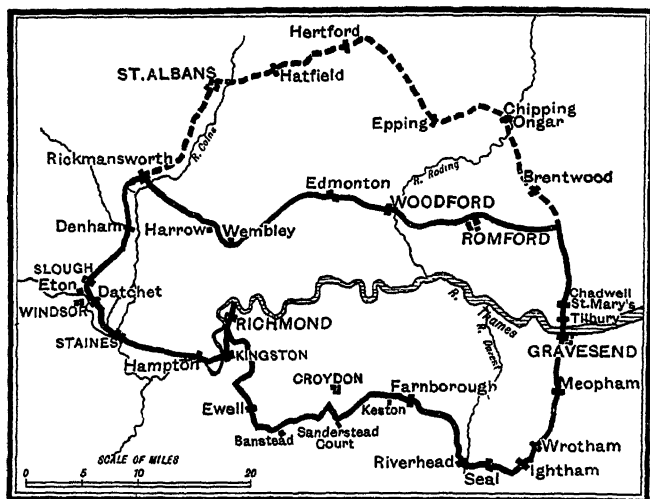 Hertford
ST. ALBANS
Hatfield
Chipping
Ongar
Epping
R. Colne
Rickmansworth
R. Roding
Brentwood
Edmonton
WOODFORD
Denham
Harrow
Wembley
ROMFORD
SLOUGH
Eton
Datchet
WINDSOR
Chadwell
St. Mary's
Tilbury
R. Thames
RICHMOND
STAINES
R. Darent
GRAVESEND
Hampton
KINGSTON
CROYDON
Farnborough
Meopham
Ewell
Keston
Banstead
Sanderstead
Court
Wrotham
SCALE OF MILES
Riverhead
Seal
Ightham
0 5 10 20